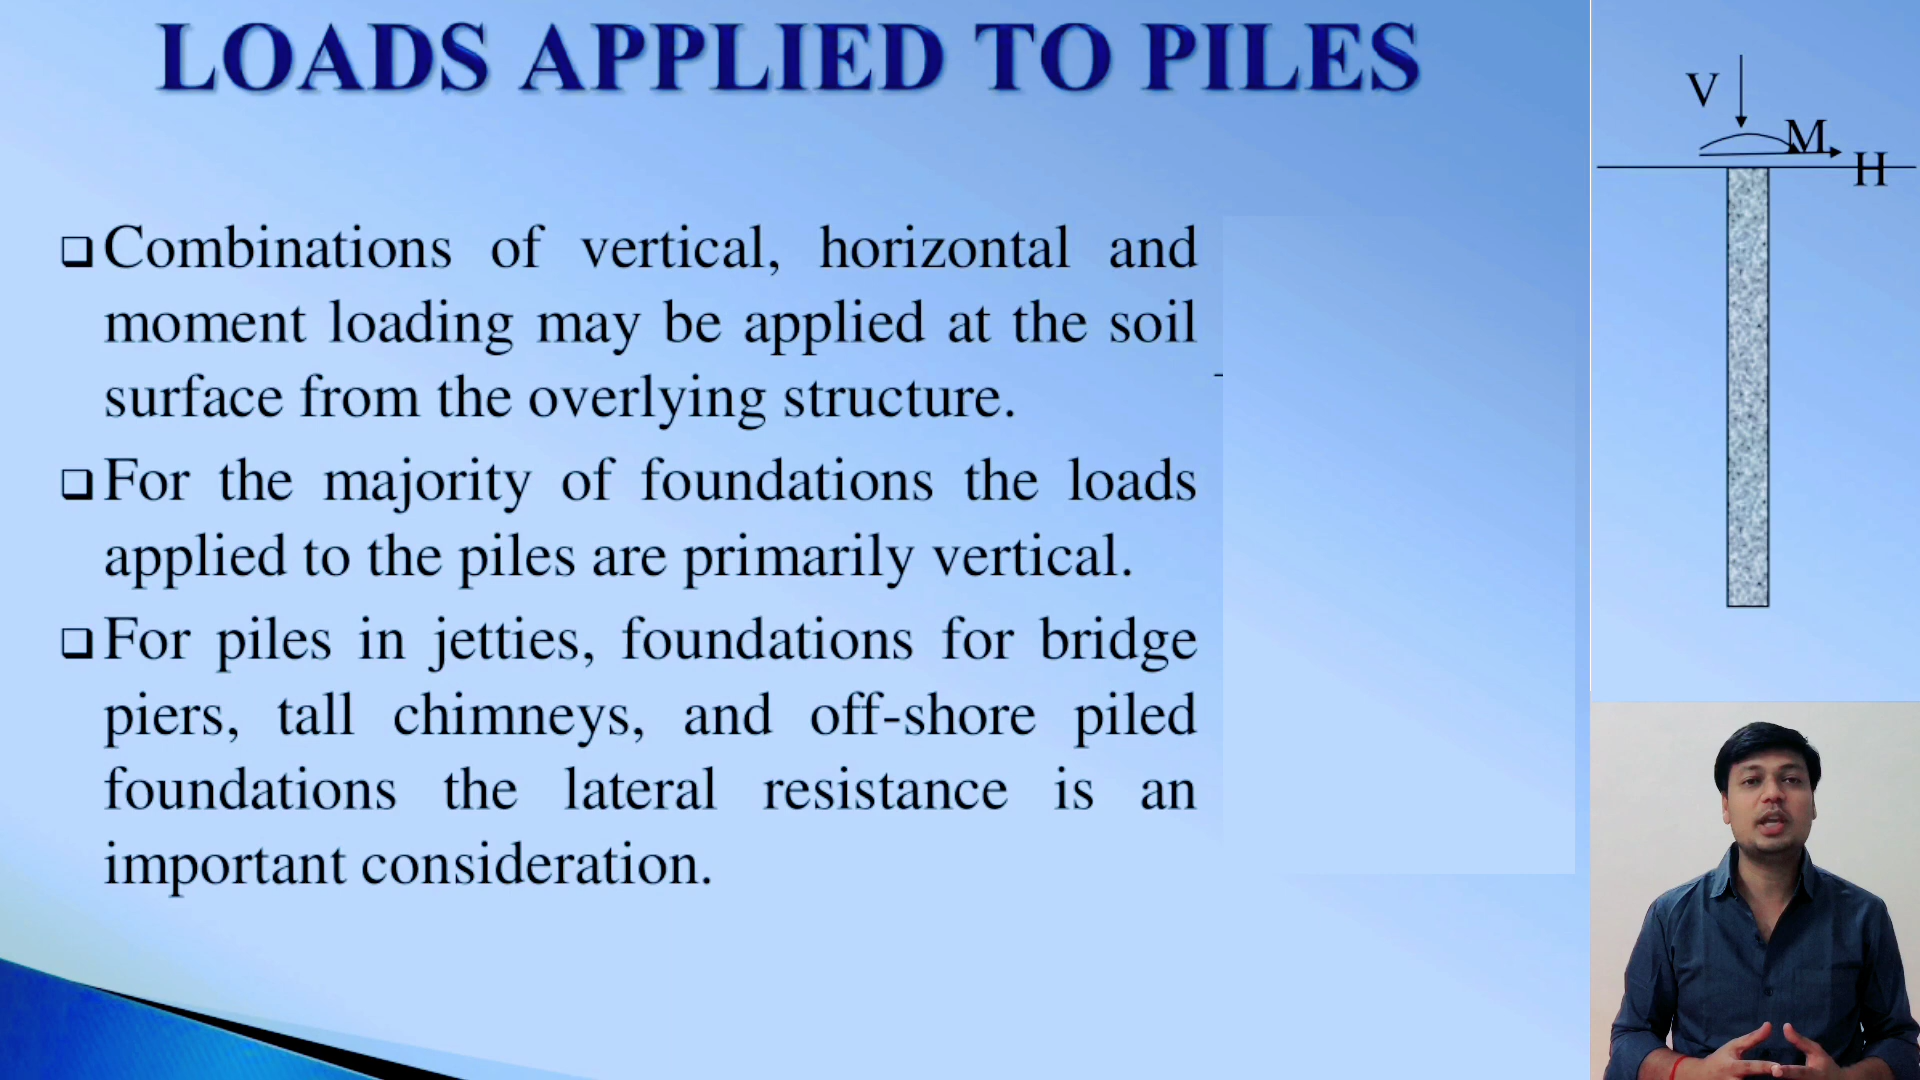 LOADS APPLIED TO PILES
❑ Combinations of vertical, horizontal and
moment loading may be applied at the soil
surface from the overlying structure.
❑ For the majority of foundations the loads
applied to the piles are primarily vertical.
❑ For piles in jetties, foundations for bridge
piers, tall chimneys, and off-shore piled
foundations the lateral resistance is an
important consideration.
V
M
H